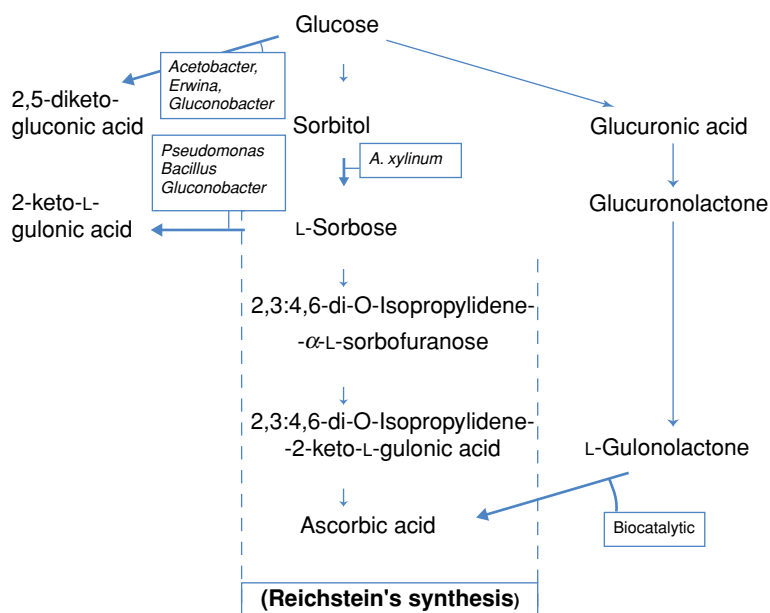 Glucose
Acetobacter,
Erwina,
Gluconobacter
2,5-diketo-
gluconic acid
Sorbitol
Glucuronic acid
Pseudomonas
Bacillus
Gluconobacter
A. xylinum
2-keto-L-
gulonic acid
L-Sorbose
Glucuronolactone
2,3:4,6-di-O-Isopropylidene-
-α-L-sorbofuranose
2,3:4,6-di-O-Isopropylidene-
-2-keto-L-gulonic acid
L-Gulonolactone
Ascorbic acid
Biocatalytic
(Reichstein's synthesis)